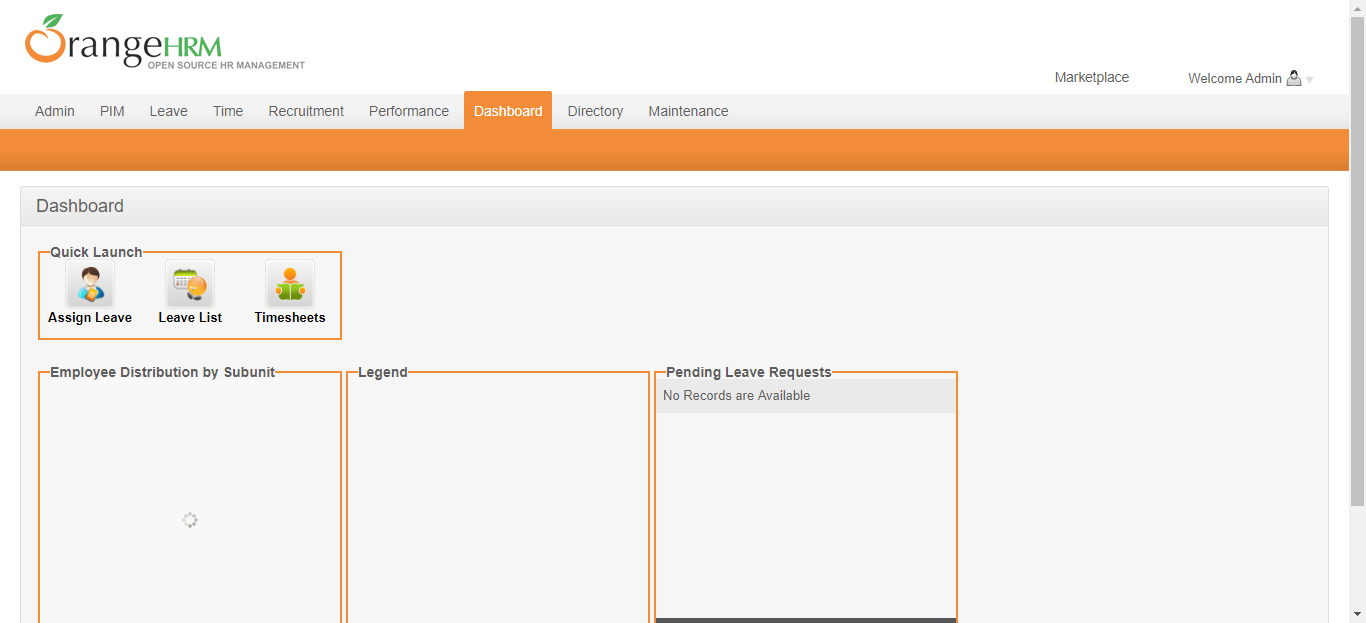 OrangeHRM
OPEN SOURCE HR MANAGEMENT
Marketplace
Welcome Admin
Admin PIM Leave Time Recruitment Performance Dashboard Directory Maintenance
Dashboard
Quick Launch
Assign Leave Leave List Timesheets
Employee Distribution by Subunit
Legend
Pending Leave Requests
No Records are Available